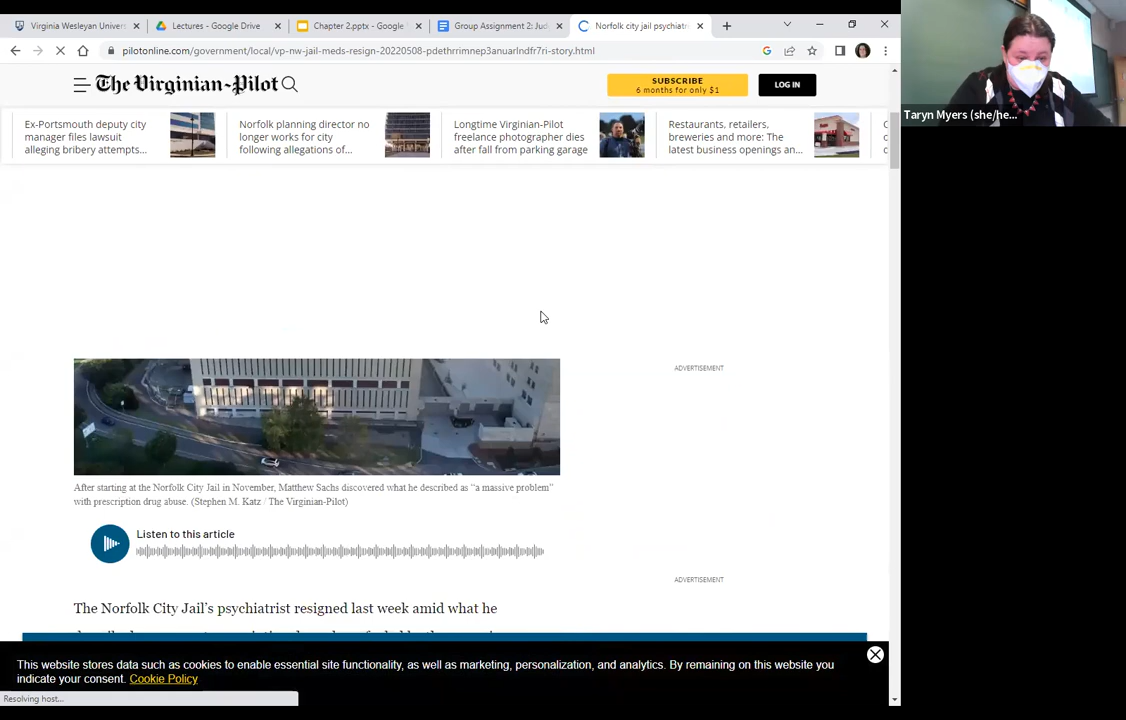 Virginia Wesleyan Univers
Lectures - Google Drive
Chapter 2.pptx - Google
Group Assignment 2: Jud
Norfolk city jail psychiatri
pilotonline.com/government/local/vp-nw-jail-meds-resign-20220508-pdethrrimnep3anuarlndfr7ri-story.html
The Virginian-Pilot
SUBSCRIBE
6 months for only $1
LOG IN
Ex-Portsmouth deputy city
manager files lawsuit
alleging bribery attempts...
Norfolk planning director no
longer works for city
following allegations of...
Longtime Virginian-Pilot
freelance photographer dies
after fall from parking garage
Restaurants, retailers,
breweries and more: The
latest business openings an...
Taryn Myers (she/he...
ADVERTISEMENT
After starting at the Norfolk City Jail in November, Matthew Sachs discovered what he described as “a massive problem”
with prescription drug abuse. (Stephen M. Katz / The Virginian-Pilot)
Listen to this article
ADVERTISEMENT
The Norfolk City Jail’s psychiatrist resigned last week amid what he
This website stores data such as cookies to enable essential site functionality, as well as marketing, personalization, and analytics. By remaining on this website you
indicate your consent. Cookie Policy
Resolving host...